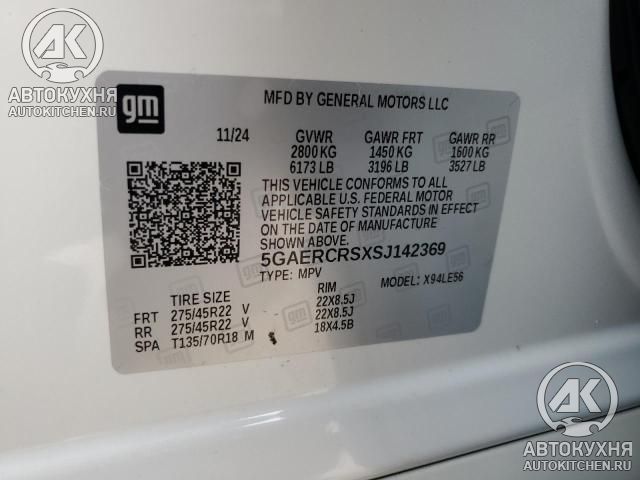 AK
АВТОКУХНЯ
AUTOKITCHEN.RU
gm
MFD BY GENERAL MOTORS LLC
11/24 GVWR GAWR FRT GAWR RR
2800 KG 1450 KG 1600 KG
6173 LB 3196 LB 3527 LB
THIS VEHICLE CONFORMS TO ALL
APPLICABLE U.S. FEDERAL MOTOR
VEHICLE SAFETY STANDARDS IN EFFECT
ON THE DATE OF MANUFACTURE
SHOWN ABOVE.
5GAERCRSXSJ142369
TYPE: MPV MODEL: X94LE56
TIRE SIZE RIM
FRT 275/45R22 V 22X8.5J
RR 275/45R22 V 22X8.5J
SPA T135/70R18 M 18X4.5B
AK
АВТОКУХНЯ
AUTOKITCHEN.RU